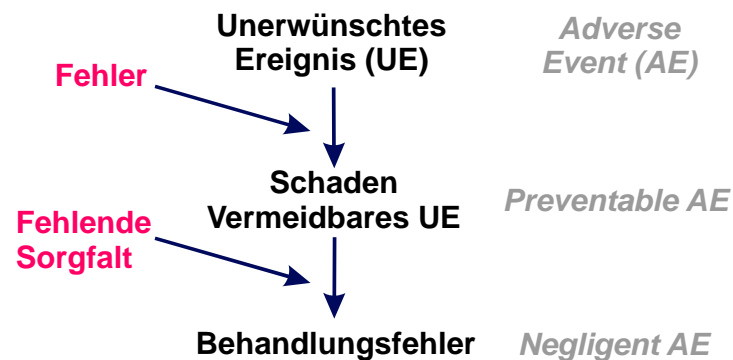 Unerwünschtes
Ereignis (UE)
Adverse
Event (AE)
Fehler
Schaden
Vermeidbares UE
Preventable AE
Fehlende
Sorgfalt
Behandlungsfehler
Negligent AE